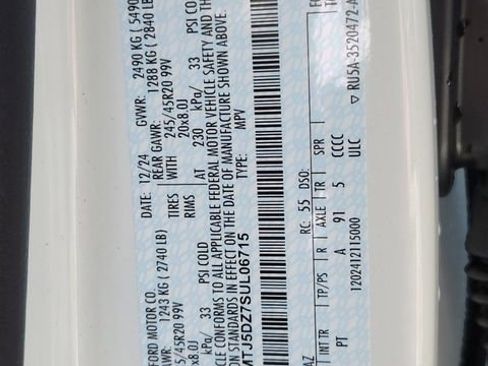 FORD MOTOR CO.
DATE: 12/24 GVWR: 2490 KG ( 5490
1243 KG ( 2740 LB) REAR GAWR: 1288 KG ( 2840 LB
5/45R20 99V TIRES WITH 245/45R20 99V
20x8.0J RIMS 20x8.0J
kPa/ 33 PSI COLD AT 230 kPa/ 33 PSI CO
VEHICLE CONFORMS TO ALL APPLICABLE FEDERAL MOTOR VEHICLE SAFETY AND TH
STANDARDS IN EFFECT ON THE DATE OF MANUFACTURE SHOWN ABOVE.
MTJ5DZ7SUL06715 TYPE: MPV
RC: 55 DSO:
INT TR TP/PS R AXLE TR SPR
PT A 91 5 CCCC
1202412115000 ULC
▽ RU5A-3520472-A